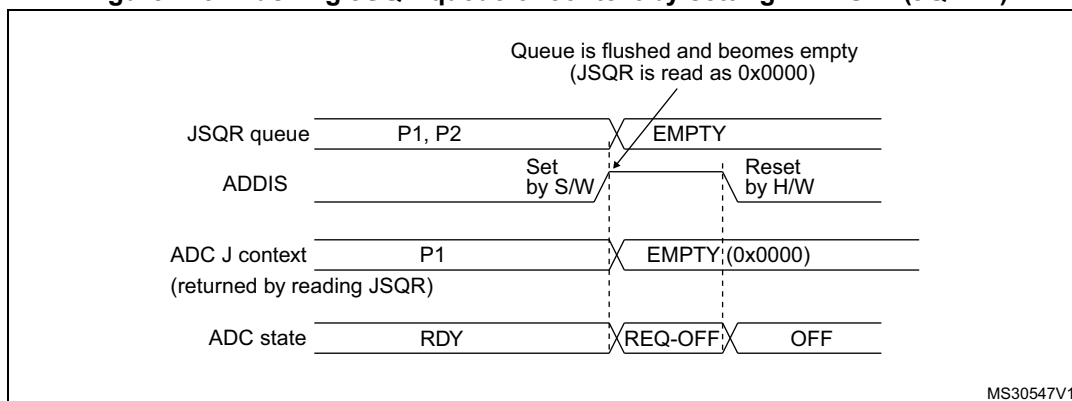 Queue is flushed and beomes empty
(JSQR is read as 0x0000)
JSQR queue P1, P2 EMPTY
Set Reset
ADDIS by S/W by H/W
ADC J context P1 EMPTY (0x0000)
(returned by reading JSQR)
ADC state RDY REQ-OFF OFF
MS30547V1